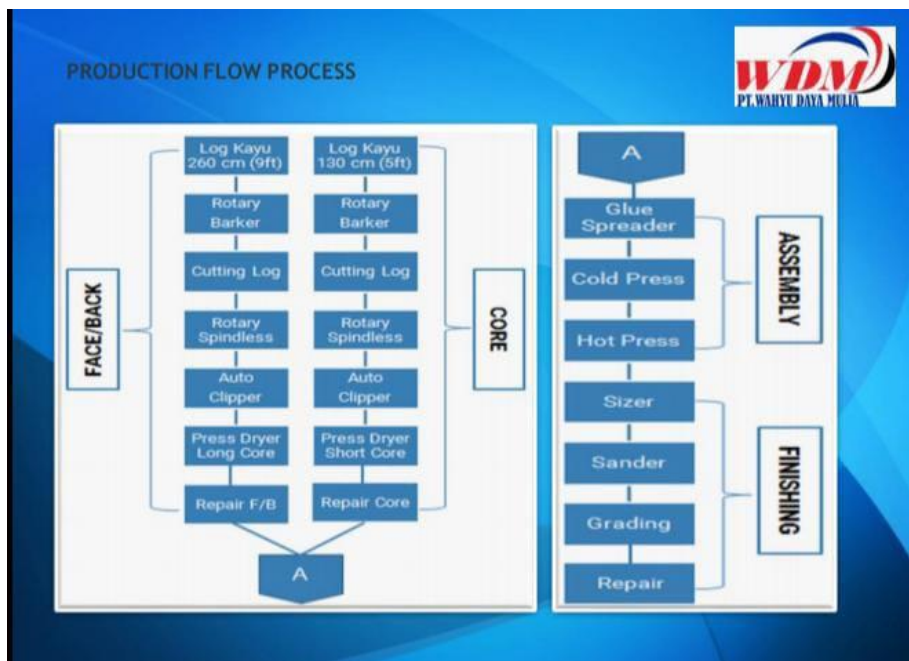 PRODUCTION FLOW PROCESS
WDM
PT. WAHYU DAYA MULIA
FACE/BACK
Log Kayu
260 cm (9ft)
Rotary
Barker
Cutting Log
Rotary
Spindless
Auto
Clipper
Press Dryer
Long Core
Repair F/B
Log Kayu
130 cm (5ft)
Rotary
Barker
Cutting Log
Rotary
Spindless
Auto
Clipper
Press Dryer
Short Core
Repair Core
CORE
A
A
Glue
Spreader
Cold Press
Hot Press
ASSEMBLY
Sizer
Sander
Grading
Repair
FINISHING